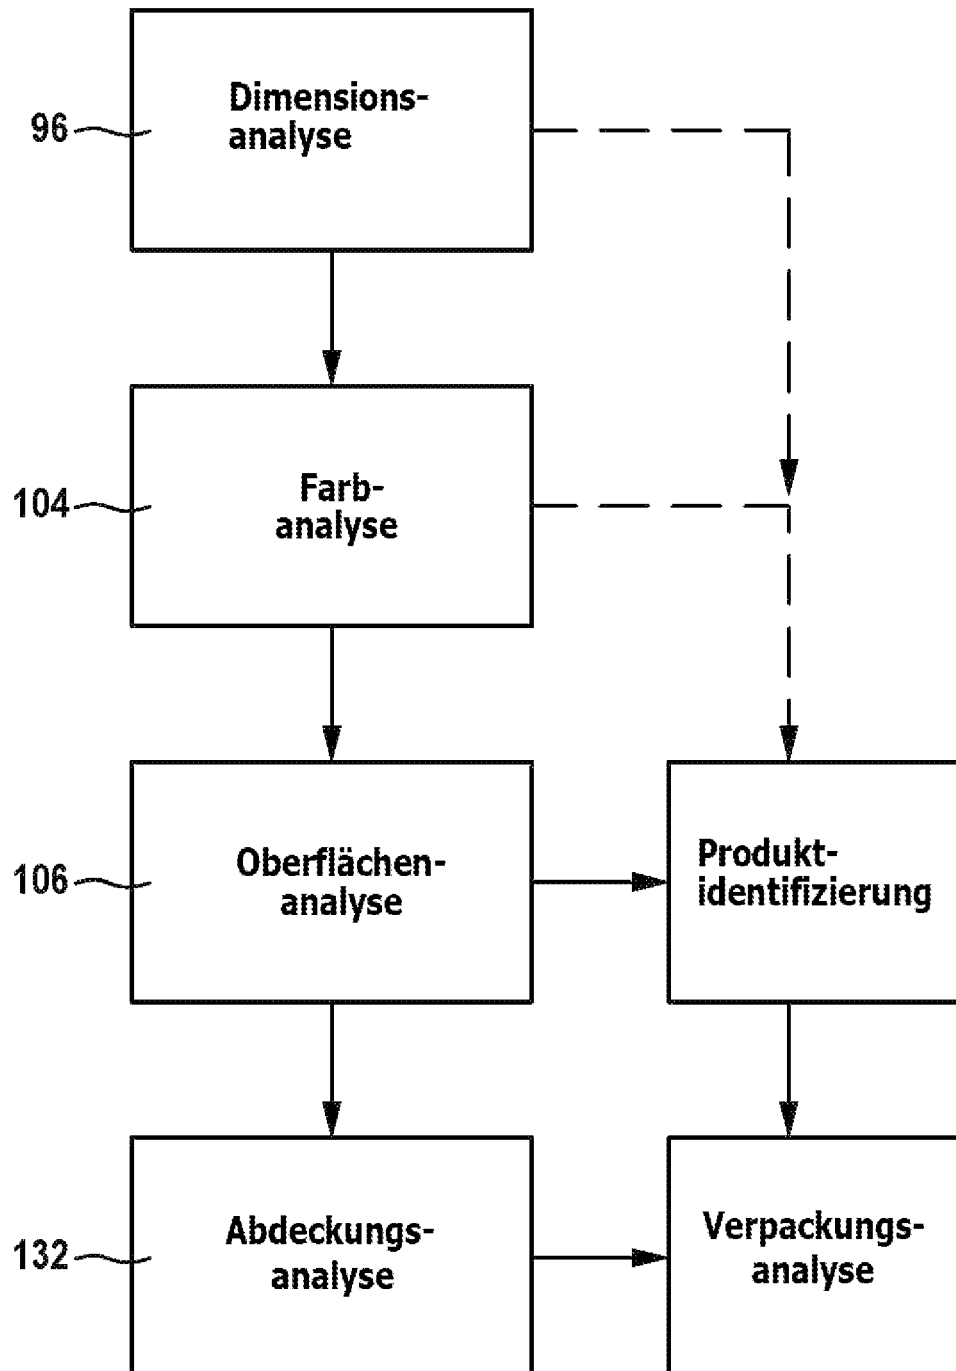 96
Dimensions-
analyse
104
Farb-
analyse
106
Oberflächen-
analyse
Produkt-
identifizierung
132
Abdeckungs-
analyse
Verpackungs-
analyse